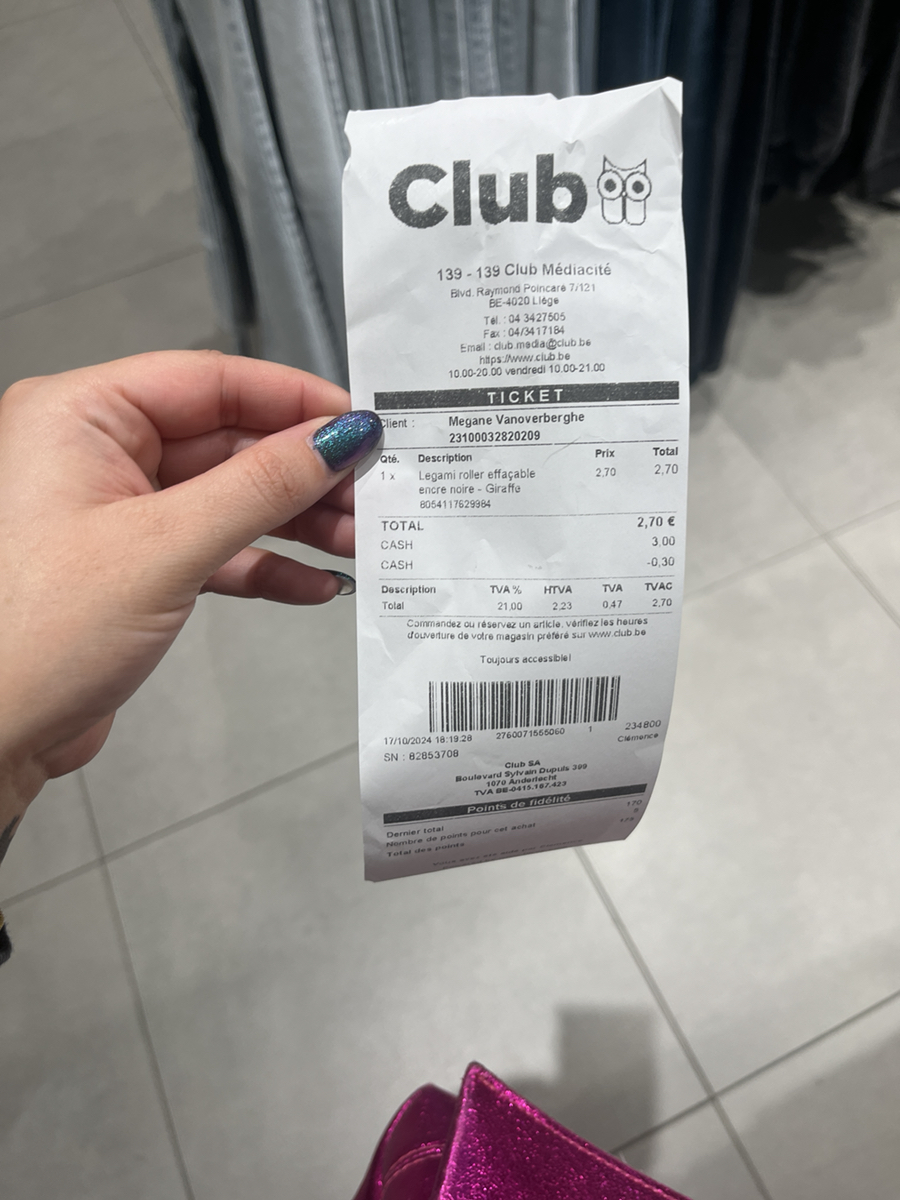 Club
139 - 139 Club Médiacité
Blvd. Raymond Poincaré 7/121
BE-4020 Liège
Tél. : 04 3427505
Fax : 04/3417184
Email : club.media@club.be
https://www.club.be
10.00-20.00 vendredi 10.00-21.00
TICKET
Client : Megane Vanoverberghe
23100032820209
Qté. Description Prix Total
1 x Legami roller effaçable 2,70 2,70
encre noire - Giraffe
8054117629984
TOTAL 2,70 €
CASH 3,00
CASH -0,30
Description TVA % HTVA TVA TVAC
Total 21,00 2,23 0,47 2,70
Commandez ou réservez un article, vérifiez les heures
d'ouverture de votre magasin préféré sur www.club.be
Toujours accessible!
17/10/2024 18:19:28 2760071555060 1 234800
SN : 82853708 Clémence
Club SA
Boulevard Sylvain Dupuis 399
1070 Anderlecht
TVA BE-0415.167.423
Points de fidélité
Dernier total 170
Nombre de points pour cet achat
Total des points